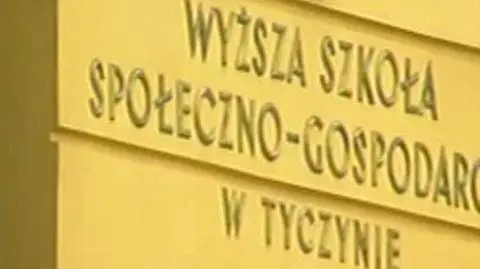 WYŻSZA SZKOŁA
SPOŁECZNO-GOSPODARC
W TYCZYNIE